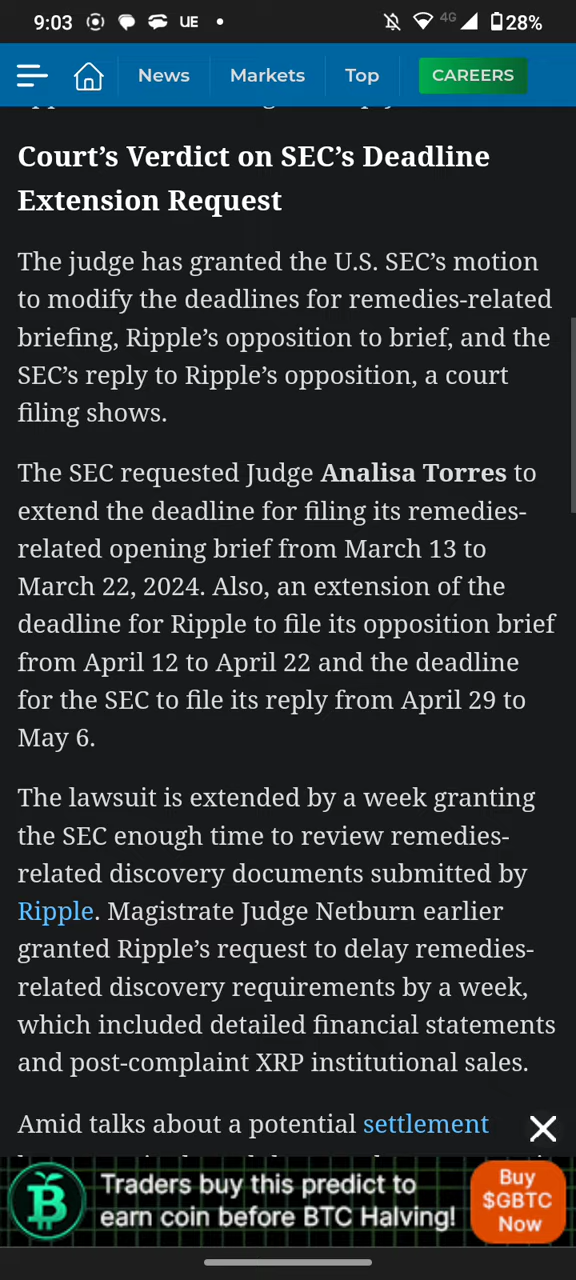 9:03 UE 4G 28%
News Markets Top CAREERS
Court’s Verdict on SEC’s Deadline
Extension Request
The judge has granted the U.S. SEC’s motion
to modify the deadlines for remedies-related
briefing, Ripple’s opposition to brief, and the
SEC’s reply to Ripple’s opposition, a court
filing shows.
The SEC requested Judge Analisa Torres to
extend the deadline for filing its remedies-
related opening brief from March 13 to
March 22, 2024. Also, an extension of the
deadline for Ripple to file its opposition brief
from April 12 to April 22 and the deadline
for the SEC to file its reply from April 29 to
May 6.
The lawsuit is extended by a week granting
the SEC enough time to review remedies-
related discovery documents submitted by
Ripple. Magistrate Judge Netburn earlier
granted Ripple’s request to delay remedies-
related discovery requirements by a week,
which included detailed financial statements
and post-complaint XRP institutional sales.
Amid talks about a potential settlement
Traders buy this predict to
earn coin before BTC Halving!
Buy
$GBTC
Now